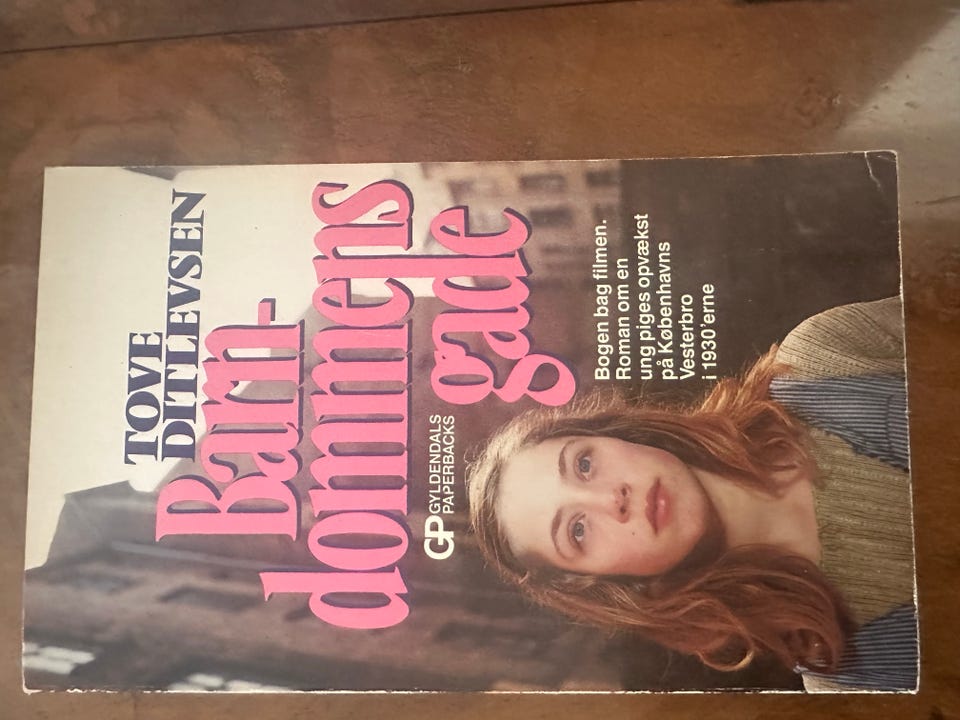 TOVE
DITLEVSEN
Barn-
dommens
gade
GP GYLDENDALS
PAPERBACKS
Bogen bag filmen.
Roman om en
ung piges opvækst
på Københavns
Vesterbro
i 1930'erne